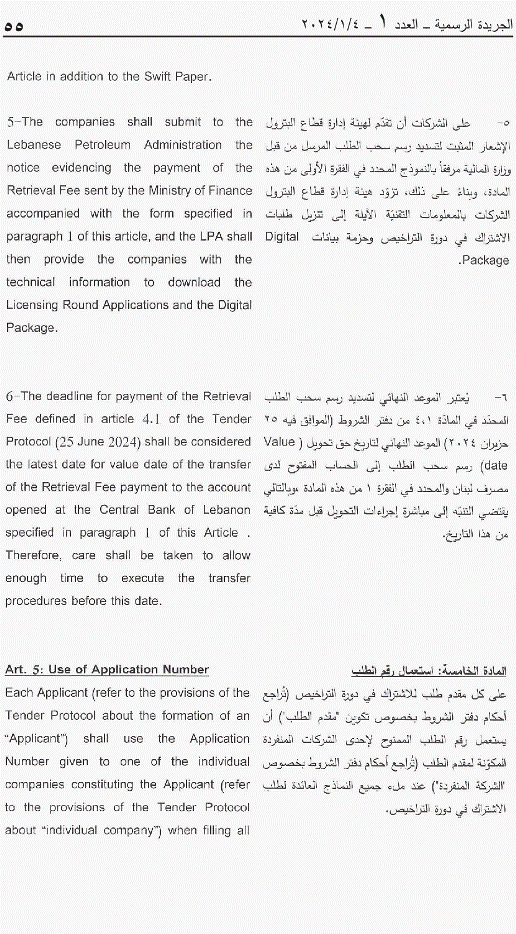 الجريدة الرسمية – العدد ١ – ٢٠٢٤/١/٤
٥٥
Article in addition to the Swift Paper.
5-The companies shall submit to the
Lebanese Petroleum Administration the
notice evidencing the payment of the
Retrieval Fee sent by the Ministry of Finance
accompanied with the form specified in
paragraph 1 of this article, and the LPA shall
then provide the companies with the
technical information to download the
Licensing Round Applications and the Digital
Package.
٥- على الشركات أن تقدّم لهيئة إدارة قطاع البترول
الإشعار المثبت لتسديد رسم سحب الطلب المرسل من قبل
وزارة المالية مرفقاً بالنموذج المحدد في الفقرة الأولى من هذه
المادة، وبناءً على ذلك، تزوّد هيئة إدارة قطاع البترول
الشركات بالمعلومات التقنيّة الآيلة إلى تنزيل طلبات
الاشتراك في دورة التراخيص وحزمة بيانات Digital
Package.
6-The deadline for payment of the Retrieval
Fee defined in article 4.1 of the Tender
Protocol (25 June 2024) shall be considered
the latest date for value date of the transfer
of the Retrieval Fee payment to the account
opened at the Central Bank of Lebanon
specified in paragraph 1 of this Article .
Therefore, care shall be taken to allow
enough time to execute the transfer
procedures before this date.
٦- يُعتبر الموعد النهائي لتسديد رسم سحب الطلب
المحدّد في المادّة ٤،١ من دفتر الشروط (الموافق فيه ٢٥
حزيران ٢٠٢٤) الموعد النهائي لتاريخ حق تحويل ( Value
date) رسم سحب الطلب إلى الحساب المفتوح لدى
مصرف لبنان والمحدد في الفقرة ١ من هذه المادة ،وبالتالي
يقتضي التنبّه إلى مباشرة إجراءات التحويل قبل مدّة كافية
من هذا التاريخ.
Art. 5: Use of Application Number
Each Applicant (refer to the provisions of the
Tender Protocol about the formation of an
“Applicant”) shall use the Application
Number given to one of the individual
companies constituting the Applicant (refer
to the provisions of the Tender Protocol
about “individual company”) when filling all
المادة الخامسة: استعمال رقم الطلب
على كل مقدم طلب للاشتراك في دورة التراخيص (تُراجع
أحكام دفتر الشروط بخصوص تكوين "مقدم الطلب") أن
يستعمل رقم الطلب الممنوح لإحدى الشركات المنفردة
المكوّنة لمقدم الطلب (تُراجع أحكام دفتر الشروط بخصوص
"الشركة المنفردة") عند ملء جميع النماذج العائدة لطلب
الاشتراك في دورة التراخيص.